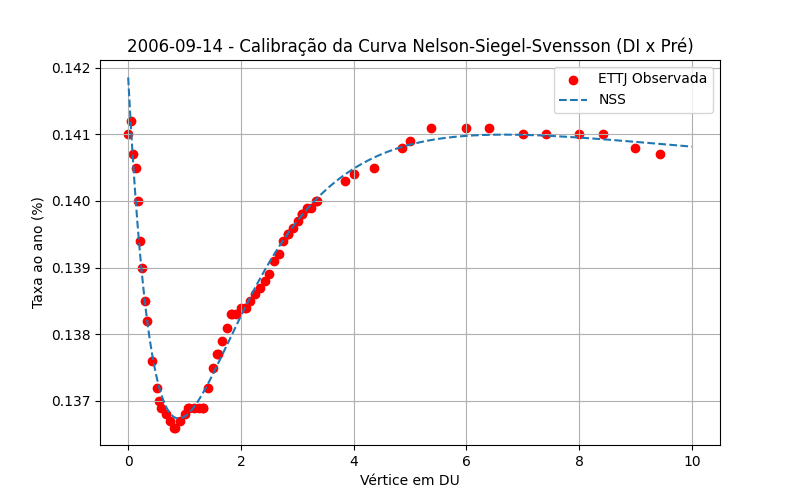 2006-09-14 - Calibração da Curva Nelson-Siegel-Svensson (DI x Pré)
ETTJ Observada
NSS
0.142
0.141
0.140
0.139
0.138
0.137
Taxa ao ano (%)
0 2 4 6 8 10
Vértice em DU